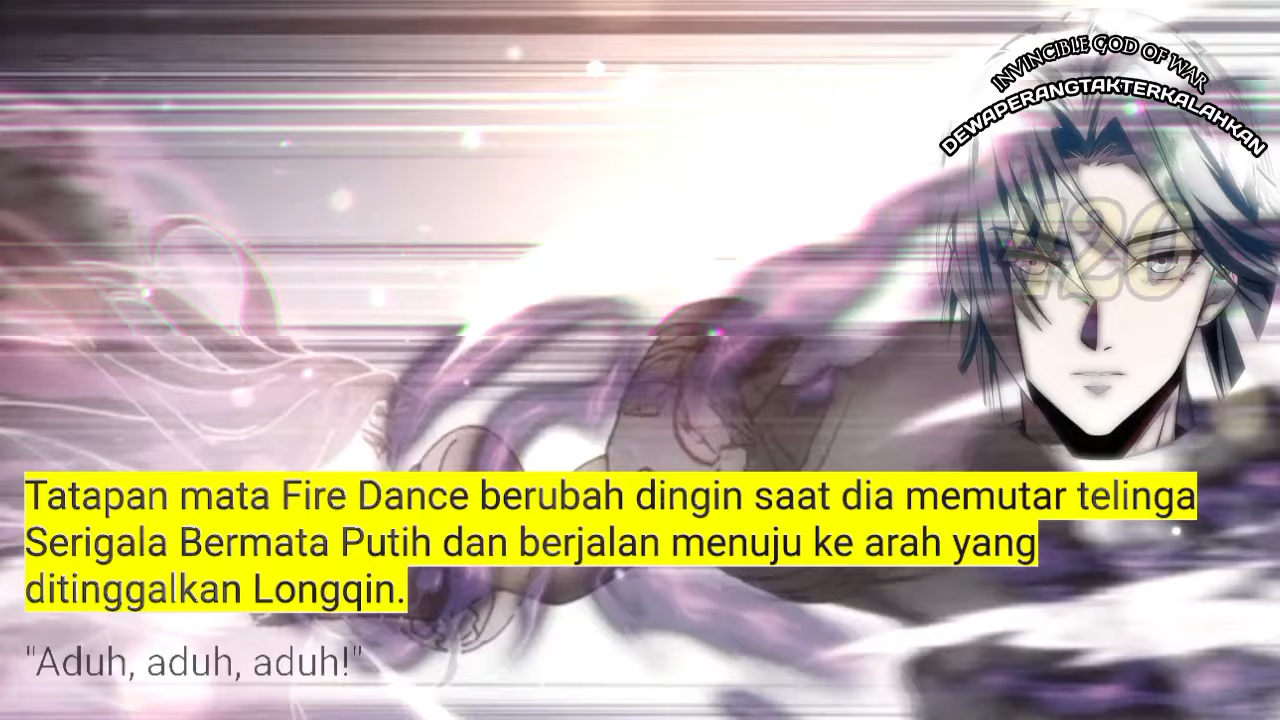 INVINCIBLE GOD OF WAR
DEWAPERANGTAKTERKALAHKAN
Tatapan mata Fire Dance berubah dingin saat dia memutar telinga
Serigala Bermata Putih dan berjalan menuju ke arah yang
ditinggalkan Longqin.
"Aduh, aduh, aduh!"